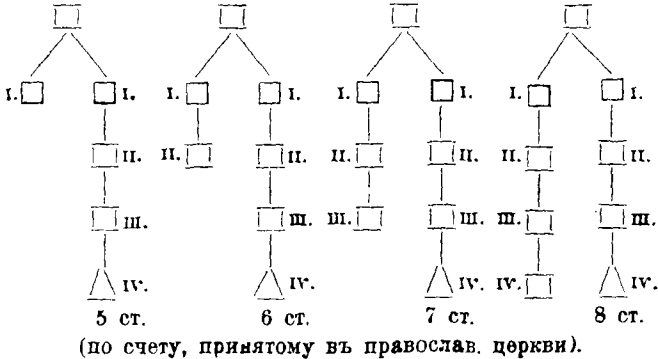 I. I. I. I. I. I. I. I.
II. II. II. II. II. II. II.
III. III. III. III. III. III.
IV. IV. IV. IV. IV.
5 ст. 6 ст. 7 ст. 8 ст.
(по счету, принятому въ православ. церкви).